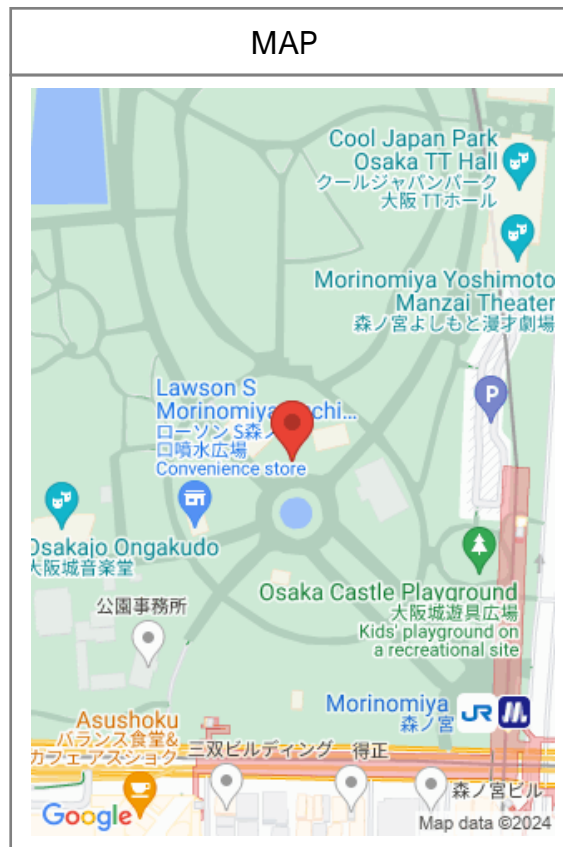 MAP
Cool Japan Park
Osaka TT Hall
クールジャパンパーク
大阪 TTホール
Morinomiya Yoshimoto
Manzai Theater
森ノ宮よしもと漫才劇場
P
Lawson S
Morinomiya
chi...
ローソン S森ノ
口噴水広場
Convenience store
Osakajo Ongakudo
大阪城音楽堂
Osaka Castle Playground
大阪城遊具広場
Kids' playground on
a recreational site
公園事務所
Morinomiya
森ノ宮
JR
Asushoku
バランス食堂&
カフェ アスショク
三双ビルディング
得正
森ノ宮ビル
Google
Map data ©2024